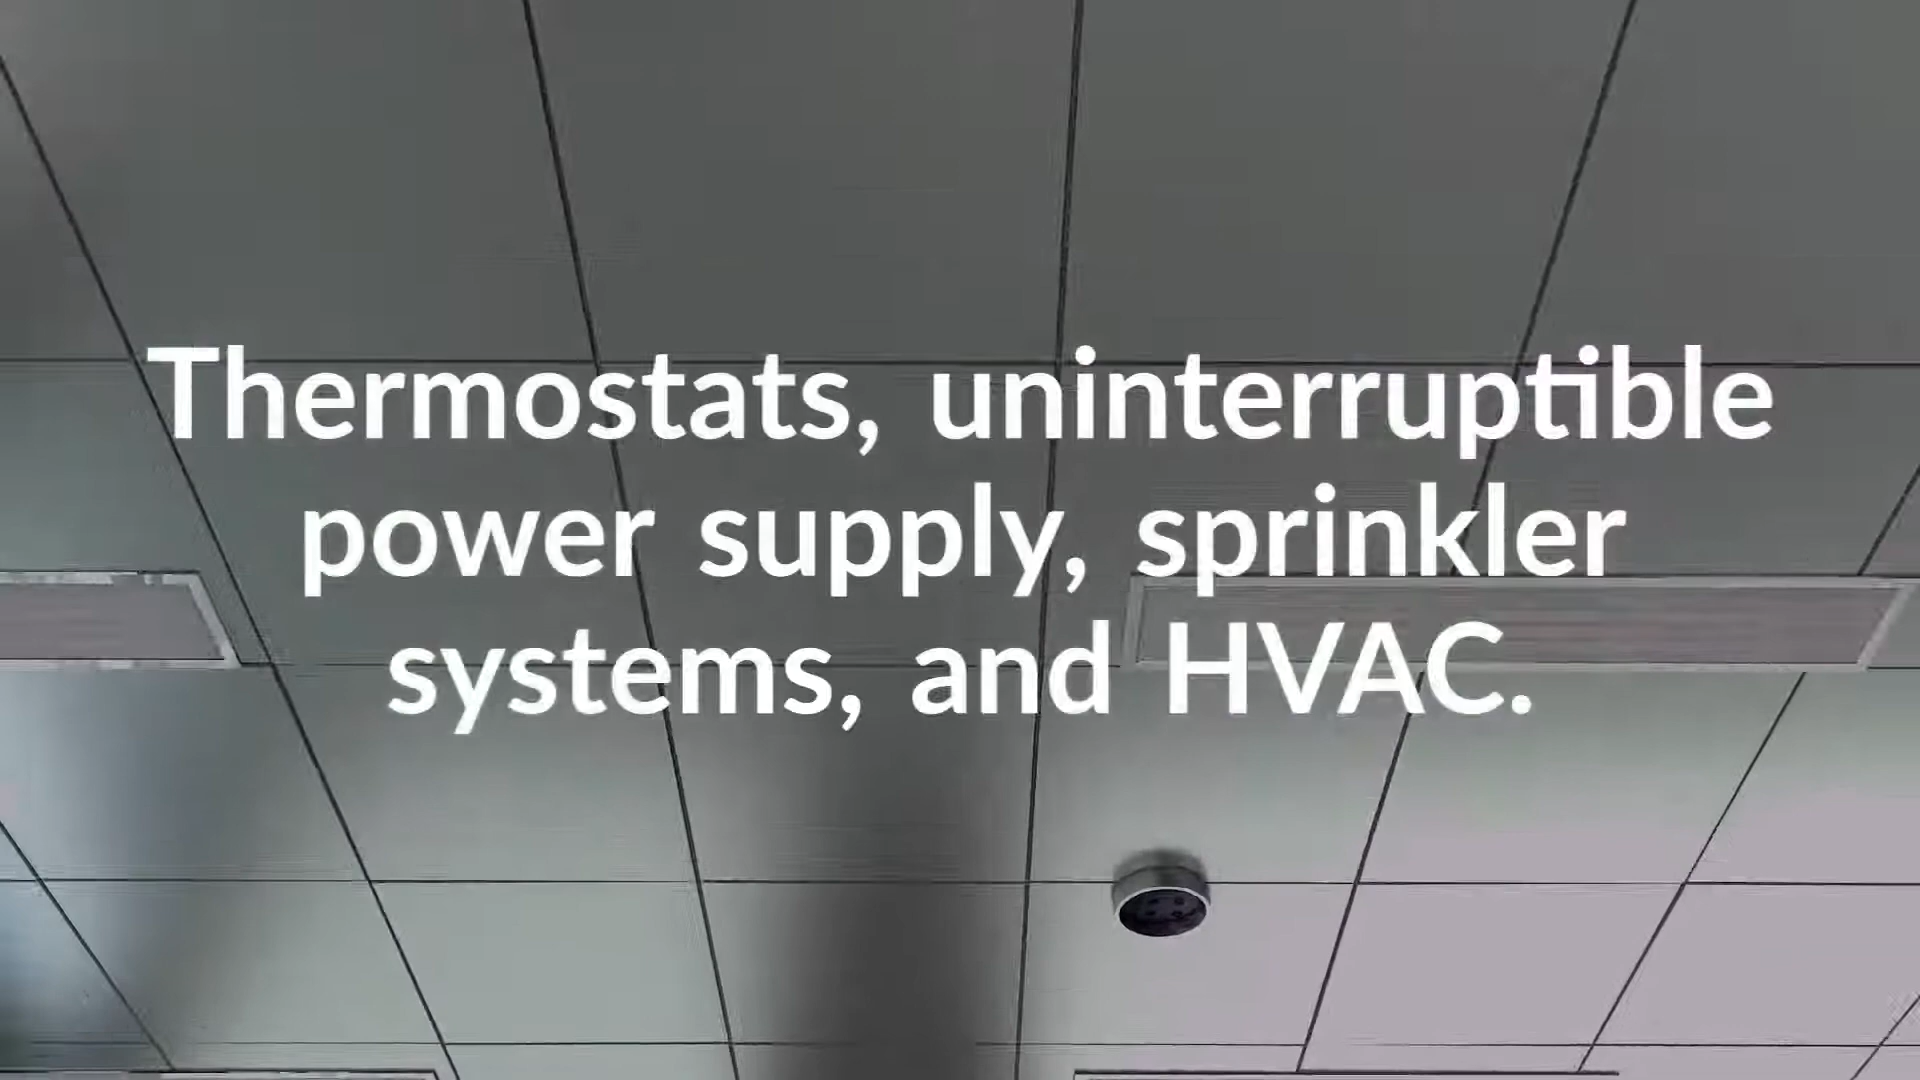 Thermostats, uninterruptible
power supply, sprinkler
systems, and HVAC.